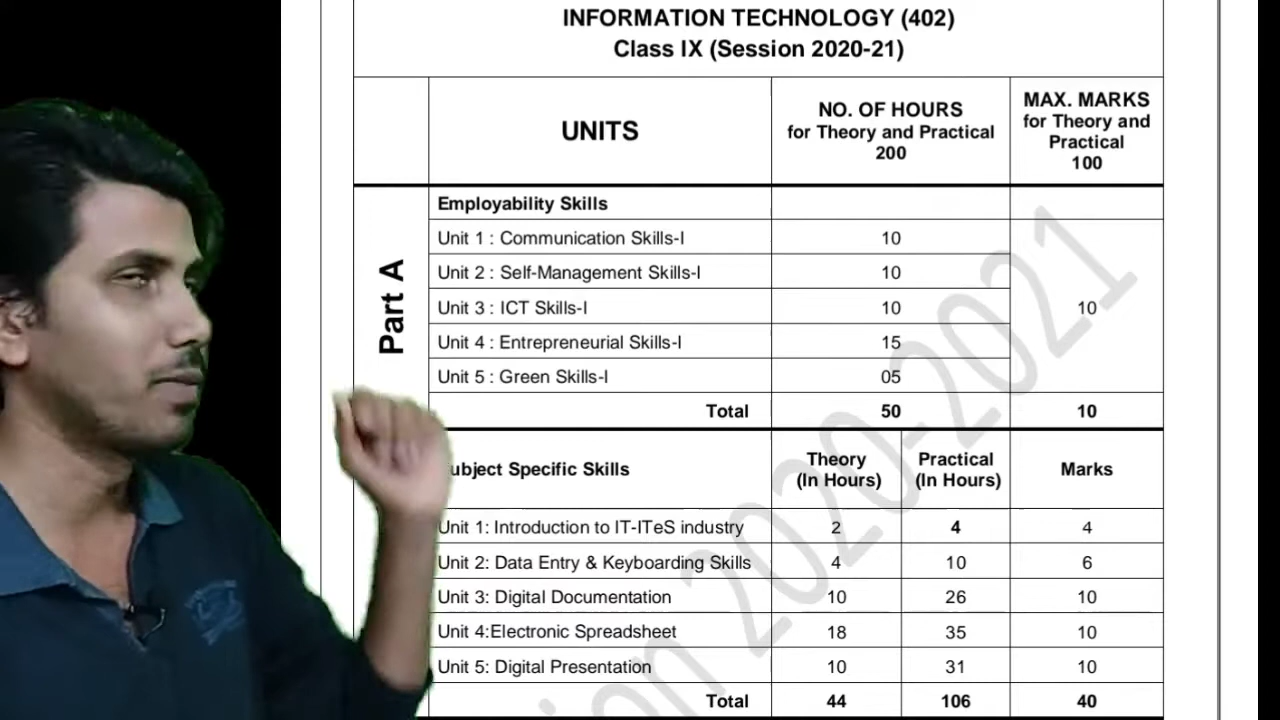 INFORMATION TECHNOLOGY (402)
Class IX (Session 2020-21)
UNITS
NO. OF HOURS
for Theory and Practical
200
MAX. MARKS
for Theory and
Practical
100
Part A
Employability Skills
Unit 1 : Communication Skills-I 10
Unit 2 : Self-Management Skills-I 10
Unit 3 : ICT Skills-I 10 10
Unit 4 : Entrepreneurial Skills-I 15
Unit 5 : Green Skills-I 05
Total 50 10
ubject Specific Skills
Theory
(In Hours)
Practical
(In Hours)
Marks
Unit 1: Introduction to IT-ITeS industry 2 4 4
Unit 2: Data Entry & Keyboarding Skills 4 10 6
Unit 3: Digital Documentation 10 26 10
Unit 4:Electronic Spreadsheet 18 35 10
Unit 5: Digital Presentation 10 31 10
Total 44 106 40
ion 2020-2021